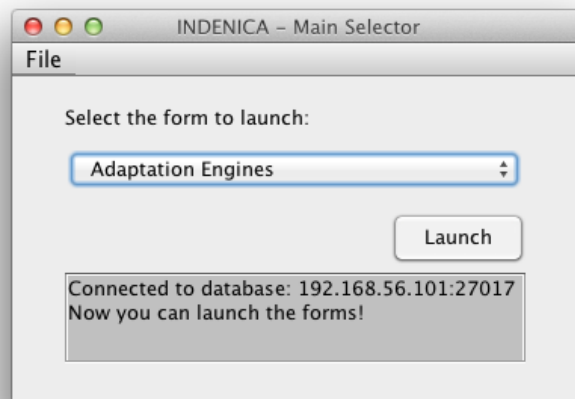 INDENICA – Main Selector
File
Select the form to launch:
Adaptation Engines
Launch
Connected to database: 192.168.56.101:27017
Now you can launch the forms!